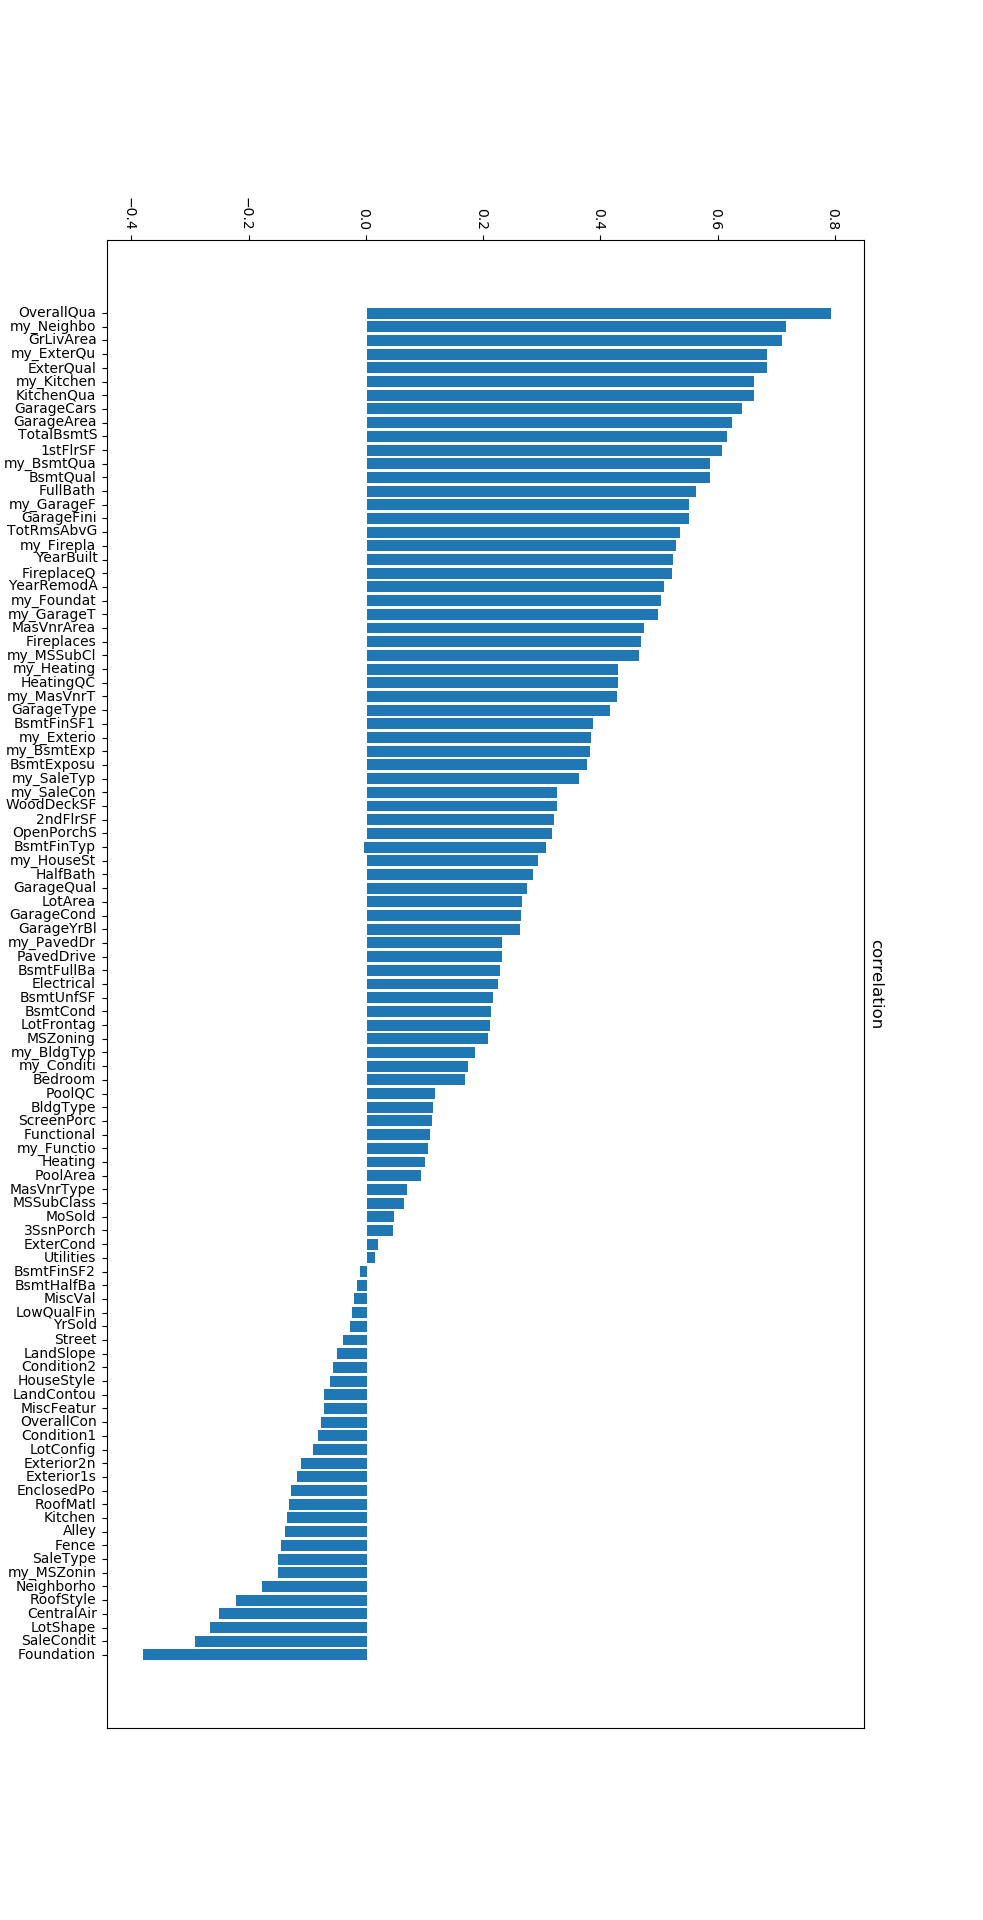 −0.4
−0.2
0.0
0.2
0.4
0.6
0.8
OverallQua
my_Neighbo
GrLivArea
my_ExterQu
ExterQual
my_Kitchen
KitchenQua
GarageCars
GarageArea
TotalBsmtS
1stFlrSF
my_BsmtQua
BsmtQual
FullBath
my_GarageF
GarageFini
TotRmsAbvG
my_Firepla
YearBuilt
FireplaceQ
YearRemodA
my_Foundat
my_GarageT
MasVnrArea
Fireplaces
my_MSSubCl
my_Heating
HeatingQC
my_MasVnrT
GarageType
BsmtFinSF1
my_Exterio
my_BsmtExp
BsmtExposu
my_SaleTyp
my_SaleCon
WoodDeckSF
2ndFlrSF
OpenPorchS
BsmtFinTyp
my_HouseSt
HalfBath
GarageQual
LotArea
GarageCond
GarageYrBl
my_PavedDr
PavedDrive
BsmtFullBa
Electrical
BsmtUnfSF
BsmtCond
LotFrontag
MSZoning
my_BldgTyp
my_Conditi
Bedroom
PoolQC
BldgType
ScreenPorc
Functional
my_Functio
Heating
PoolArea
MasVnrType
MSSubClass
MoSold
3SsnPorch
ExterCond
Utilities
BsmtFinSF2
BsmtHalfBa
MiscVal
LowQualFin
YrSold
Street
LandSlope
Condition2
HouseStyle
LandContou
MiscFeatur
OverallCon
Condition1
LotConfig
Exterior2n
Exterior1s
EnclosedPo
RoofMatl
Kitchen
Alley
Fence
SaleType
my_MSZonin
Neighborho
RoofStyle
CentralAir
LotShape
SaleCondit
Foundation
correlation